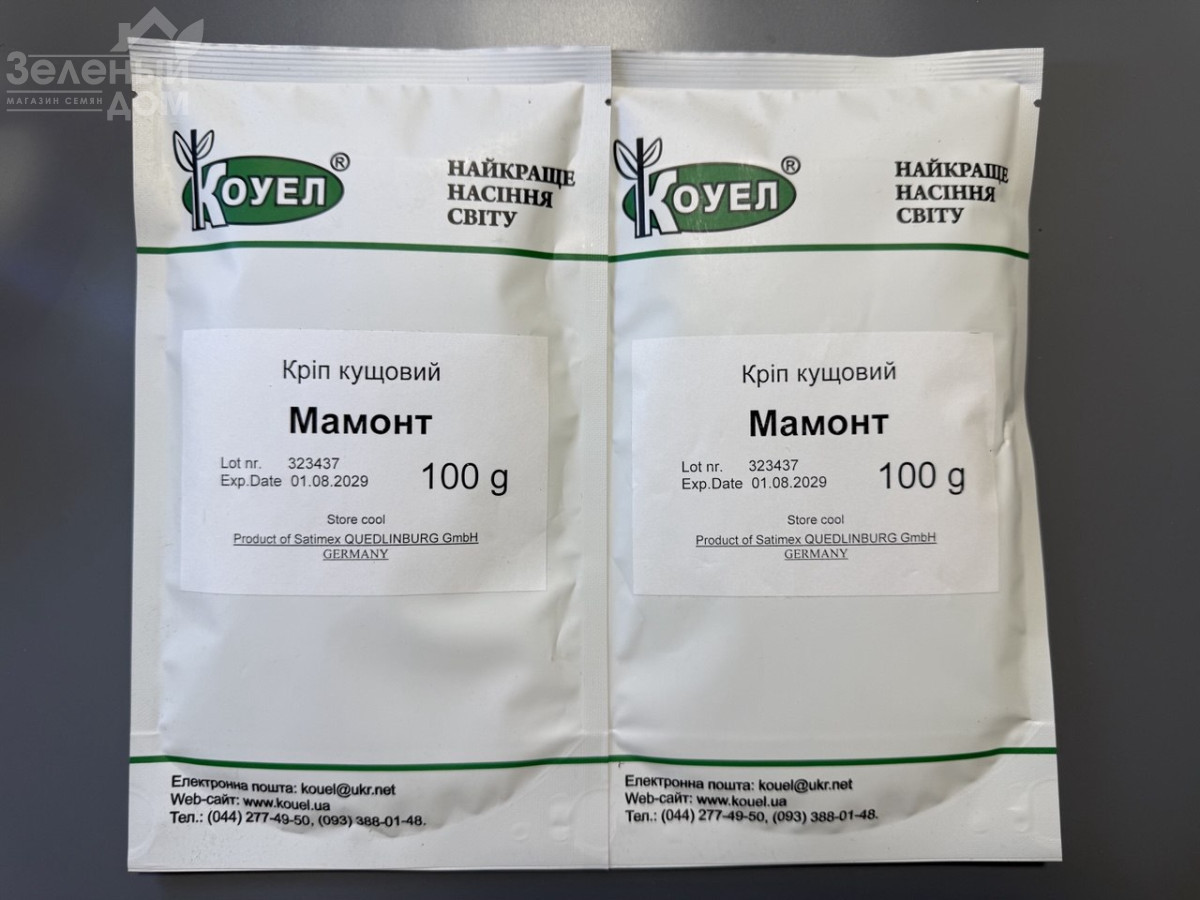 Зеленый
МАГАЗИН СЕМЯН
ДОМ
КОУЕЛ®
НАЙКРАЩЕ
НАСІННЯ
СВІТУ
Кріп кущовий
Мамонт
Lot nr. 323437
Exp.Date 01.08.2029
100 g
Store cool
Product of Satimex QUEDLINBURG GmbH
GERMANY
Електронна пошта: kouel@ukr.net
Web-сайт: www.kouel.ua
Тел.: (044) 277-49-50, (093) 388-01-48.
КОУЕЛ®
НАЙКРАЩЕ
НАСІННЯ
СВІТУ
Кріп кущовий
Мамонт
Lot nr. 323437
Exp.Date 01.08.2029
100 g
Store cool
Product of Satimex QUEDLINBURG GmbH
GERMANY
Електронна пошта: kouel@ukr.net
Web-сайт: www.kouel.ua
Тел.: (044) 277-49-50, (093) 388-01-48.